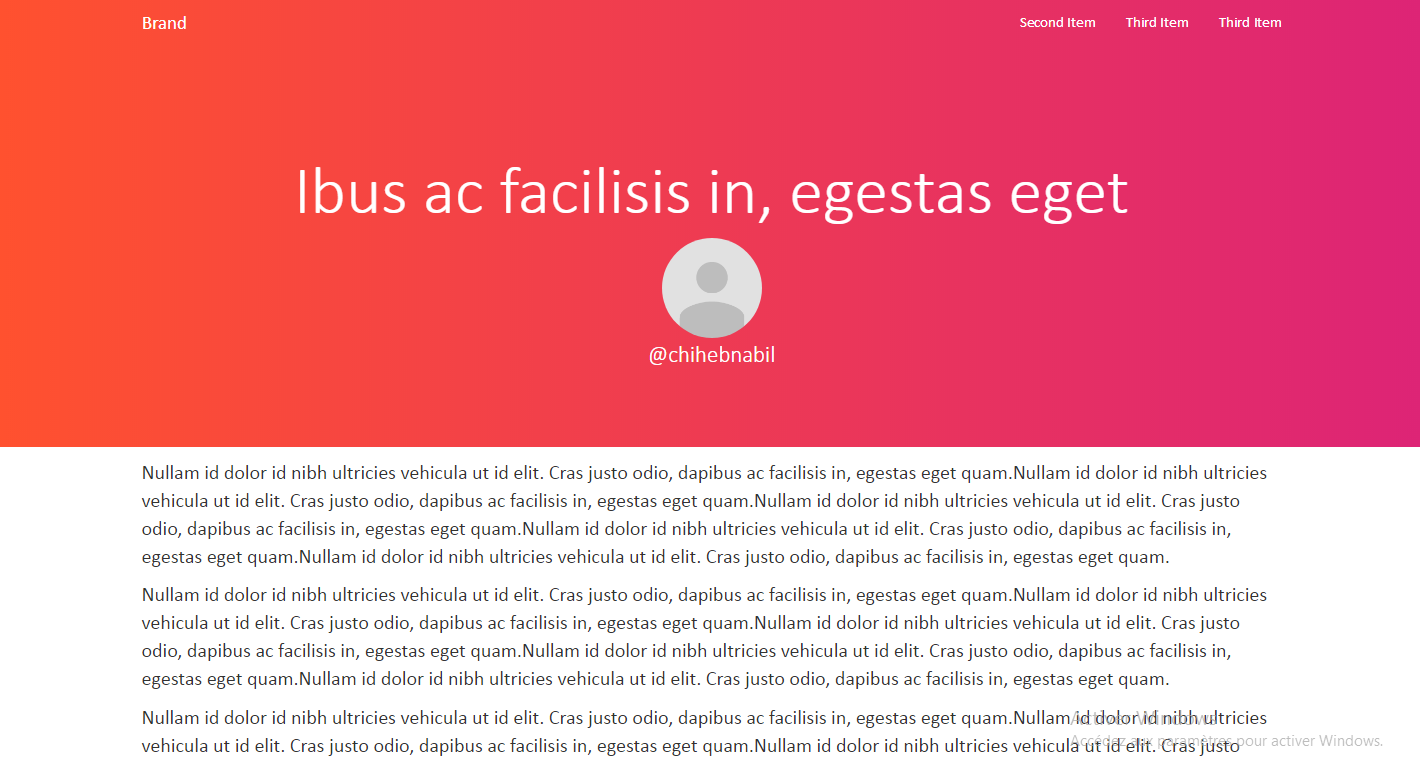 Brand
Second Item Third Item Third Item
Ibus ac facilisis in, egestas eget
@chihebnabil
Nullam id dolor id nibh ultricies vehicula ut id elit. Cras justo odio, dapibus ac facilisis in, egestas eget quam.Nullam id dolor id nibh ultricies
vehicula ut id elit. Cras justo odio, dapibus ac facilisis in, egestas eget quam.Nullam id dolor id nibh ultricies vehicula ut id elit. Cras justo
odio, dapibus ac facilisis in, egestas eget quam.Nullam id dolor id nibh ultricies vehicula ut id elit. Cras justo odio, dapibus ac facilisis in,
egestas eget quam.Nullam id dolor id nibh ultricies vehicula ut id elit. Cras justo odio, dapibus ac facilisis in, egestas eget quam.
Nullam id dolor id nibh ultricies vehicula ut id elit. Cras justo odio, dapibus ac facilisis in, egestas eget quam.Nullam id dolor id nibh ultricies
vehicula ut id elit. Cras justo odio, dapibus ac facilisis in, egestas eget quam.Nullam id dolor id nibh ultricies vehicula ut id elit. Cras justo
odio, dapibus ac facilisis in, egestas eget quam.Nullam id dolor id nibh ultricies vehicula ut id elit. Cras justo odio, dapibus ac facilisis in,
egestas eget quam.Nullam id dolor id nibh ultricies vehicula ut id elit. Cras justo odio, dapibus ac facilisis in, egestas eget quam.
Nullam id dolor id nibh ultricies vehicula ut id elit. Cras justo odio, dapibus ac facilisis in, egestas eget quam.Nullam id dolor id nibh ultricies
vehicula ut id elit. Cras justo odio, dapibus ac facilisis in, egestas eget quam.Nullam id dolor id nibh ultricies vehicula ut id elit. Cras justo
Activer Windows
Accédez aux paramètres pour activer Windows.